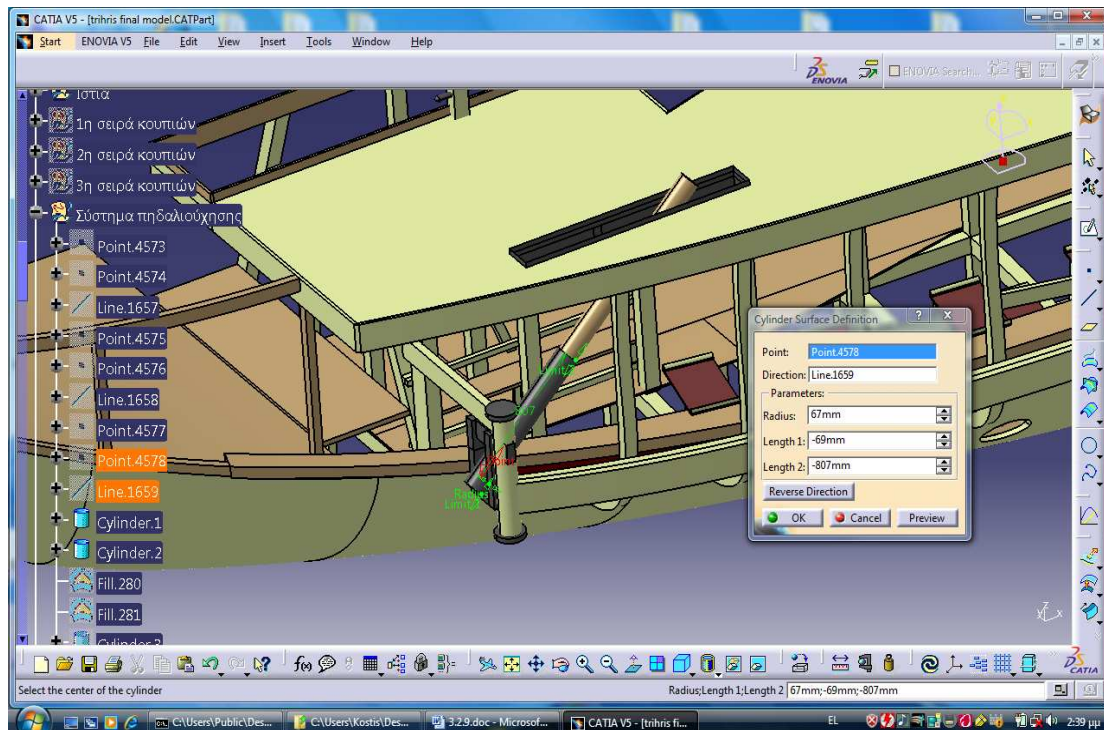 CATIA V5 - [trihris final model.CATPart]
Start ENOVIA V5 File Edit View Insert Tools Window Help
ENOVIA
ENOVIA Search...
Ιστία
1η σειρά κουπιών
2η σειρά κουπιών
3η σειρά κουπιών
Σύστημα πηδαλιούχησης
Point.4573
Point.4574
Line.1657
Point.4575
Point.4576
Line.1658
Point.4577
Point.4578
Line.1659
Cylinder.1
Cylinder.2
Fill.280
Fill.281
Cylinder.3
807
Radius
Cylinder Surface Definition
Point: Point.4578
Direction: Line.1659
Parameters:
Radius: 67mm
Length 1: -69mm
Length 2: -807mm
Reverse Direction
OK Cancel Preview
z
y x
f(x)
CATIA
Select the center of the cylinder
Radius;Length 1;Length 2 67mm;-69mm;-807mm
C:\Users\Public\Des...
C:\Users\Kostis\Des...
3.2.9.doc - Microsof...
CATIA V5 - [trihris fi...
EL
2:39 μμ